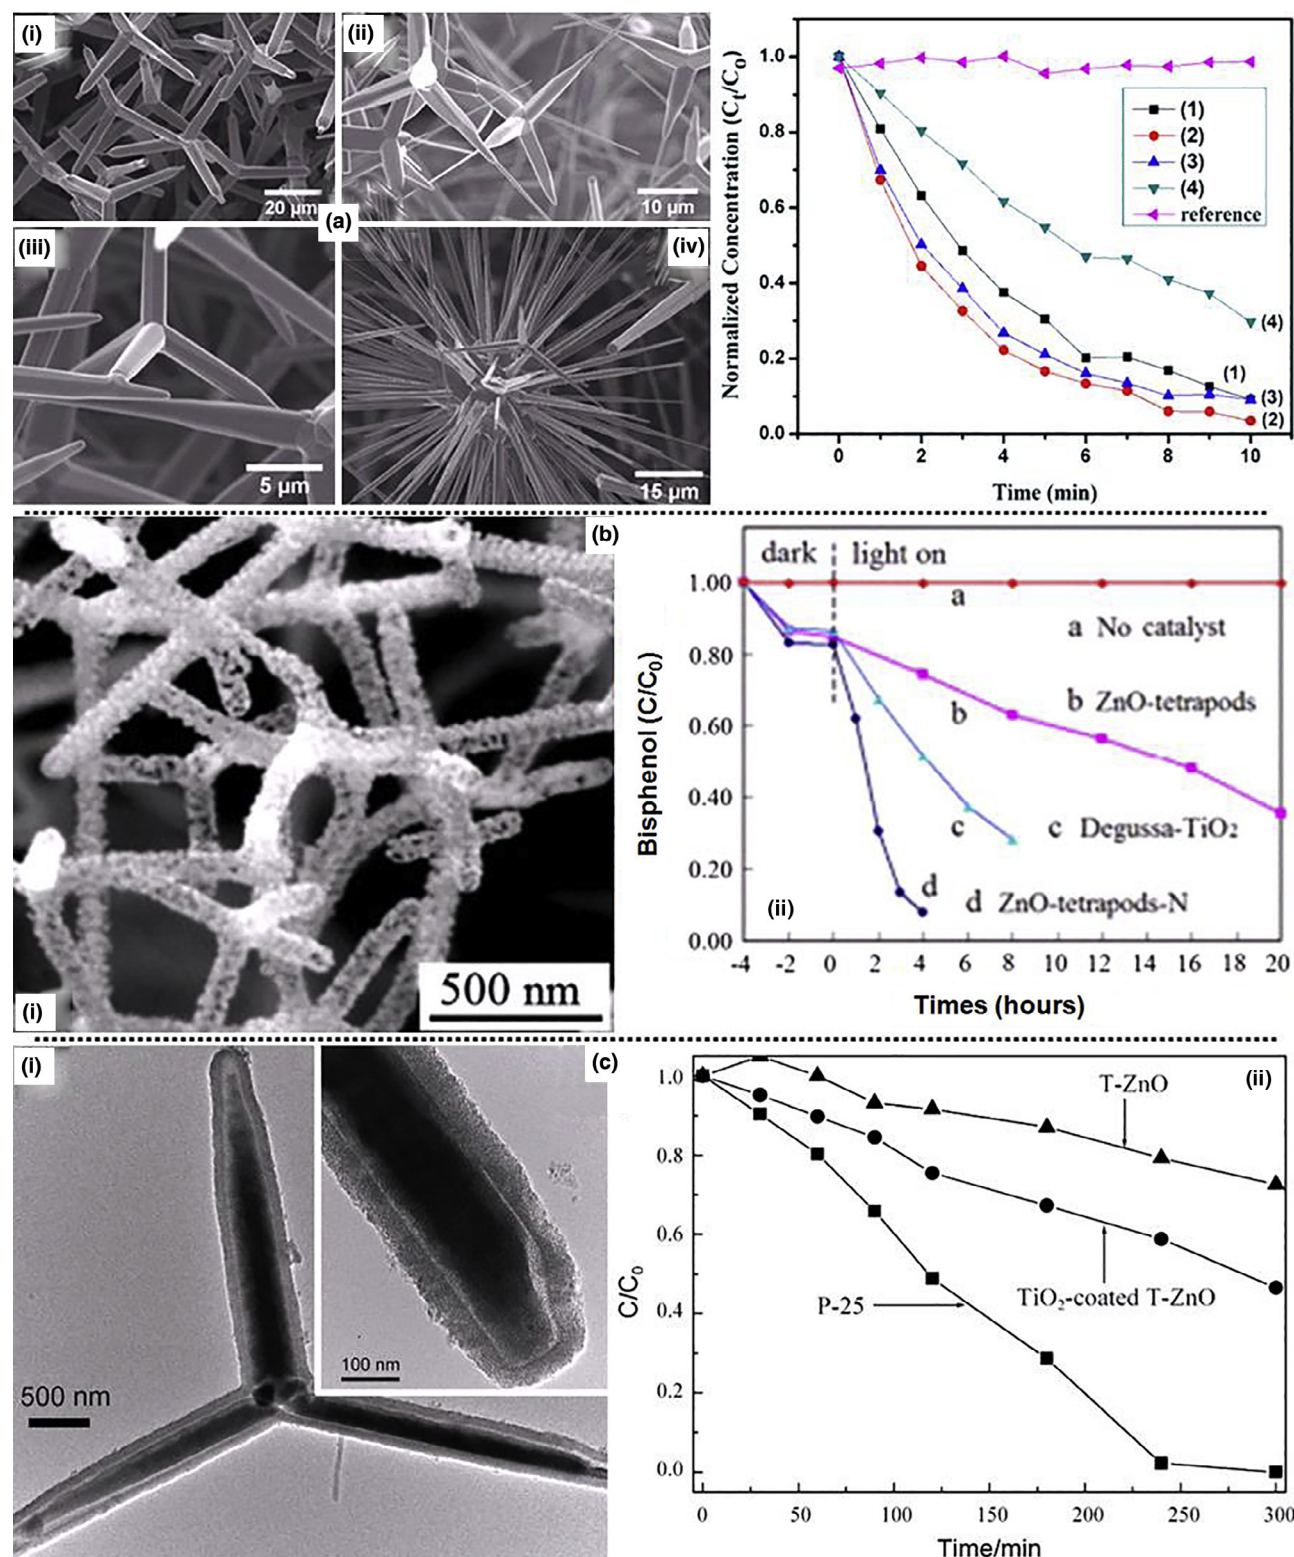 (i)
(ii)
20 µm
10 µm
(a)
(iii)
(iv)
5 µm
15 µm
Normalized Concentration (Cₜ/C₀)
1.0
0.8
0.6
0.4
0.2
0.0
(1)
(2)
(3)
(4)
reference
(4)
(1)
(3)
(2)
0 2 4 6 8 10
Time (min)
(b)
(i)
500 nm
Bisphenol (C/C₀)
1.00
0.80
0.60
0.40
0.20
0.00
dark
light on
a
a No catalyst
b ZnO-tetrapods
b
c
c Degussa-TiO₂
d
d ZnO-tetrapods-N
(ii)
-4 -2 0 2 4 6 8 10 12 14 16 18 20
Times (hours)
(i)
(c)
100 nm
500 nm
(ii)
C/C₀
1.0
0.8
0.6
0.4
0.2
0.0
T-ZnO
TiO₂-coated T-ZnO
P-25
0 50 100 150 200 250 300
Time/min